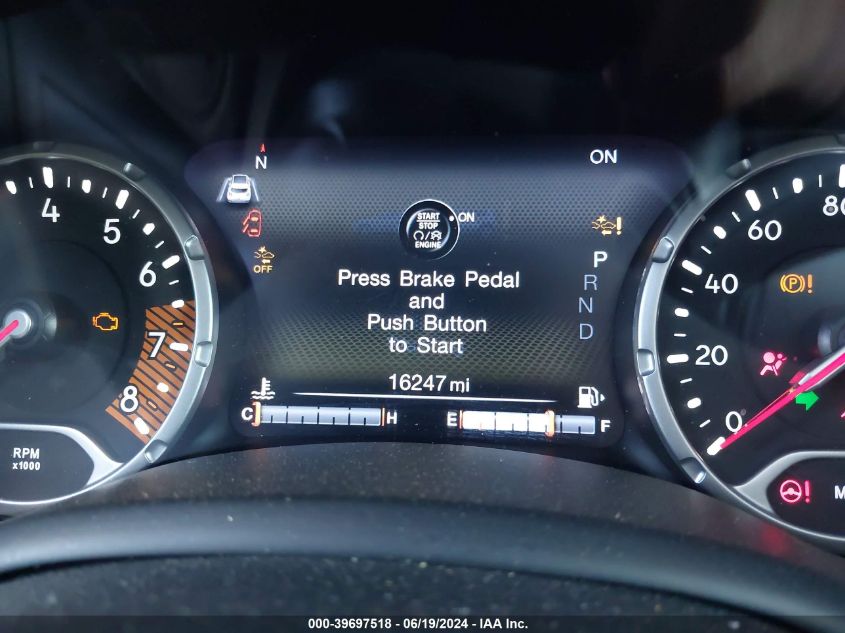 N
ON
START
STOP
ENGINE
ON
OFF
P
R
N
D
Press Brake Pedal
and
Push Button
to Start
16247 mi
C H
E F
4
5
6
7
8
RPM
x1000
80
60
40
20
0
P !
!
000-39697518 / 06/19/2024 - IAA Inc.